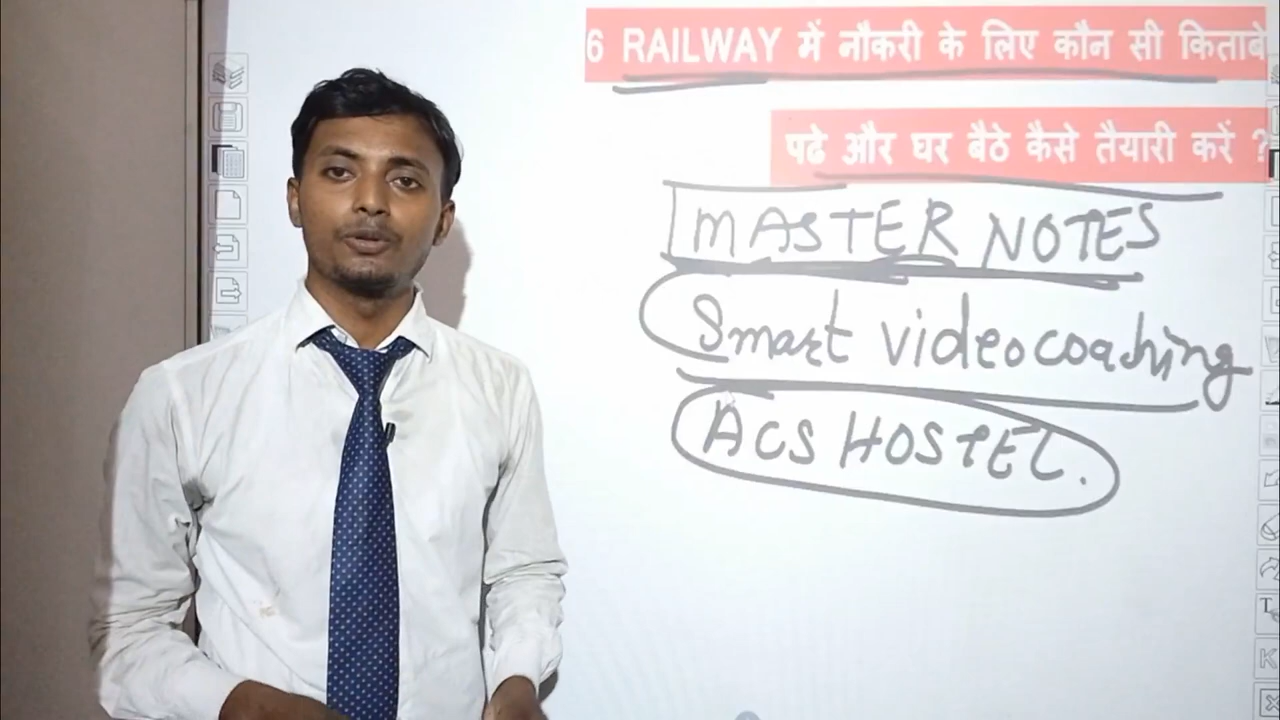 6 RAILWAY में नौकरी के लिए कौन सी किताबें
पढे और घर बैठे कैसे तैयारी करें ?
MASTER NOTES
Smart videocoaching
ACS HOSTEL.